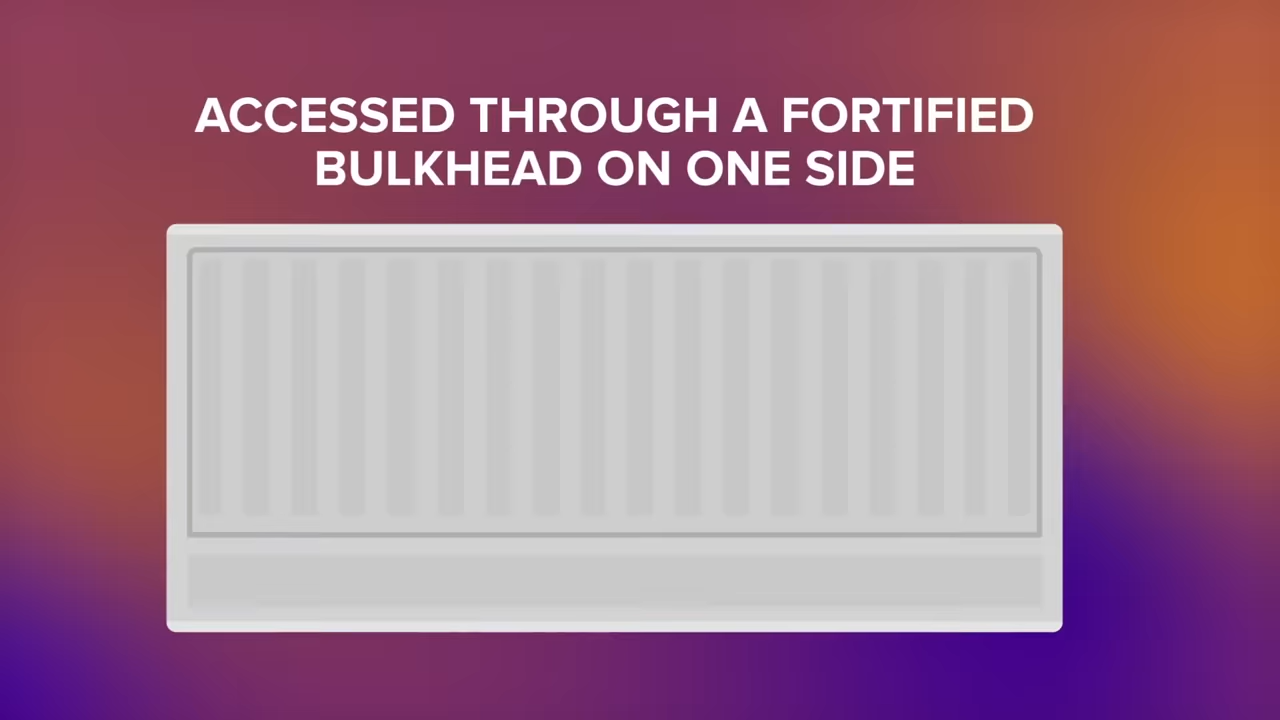 ACCESSED THROUGH A FORTIFIED
BULKHEAD ON ONE SIDE